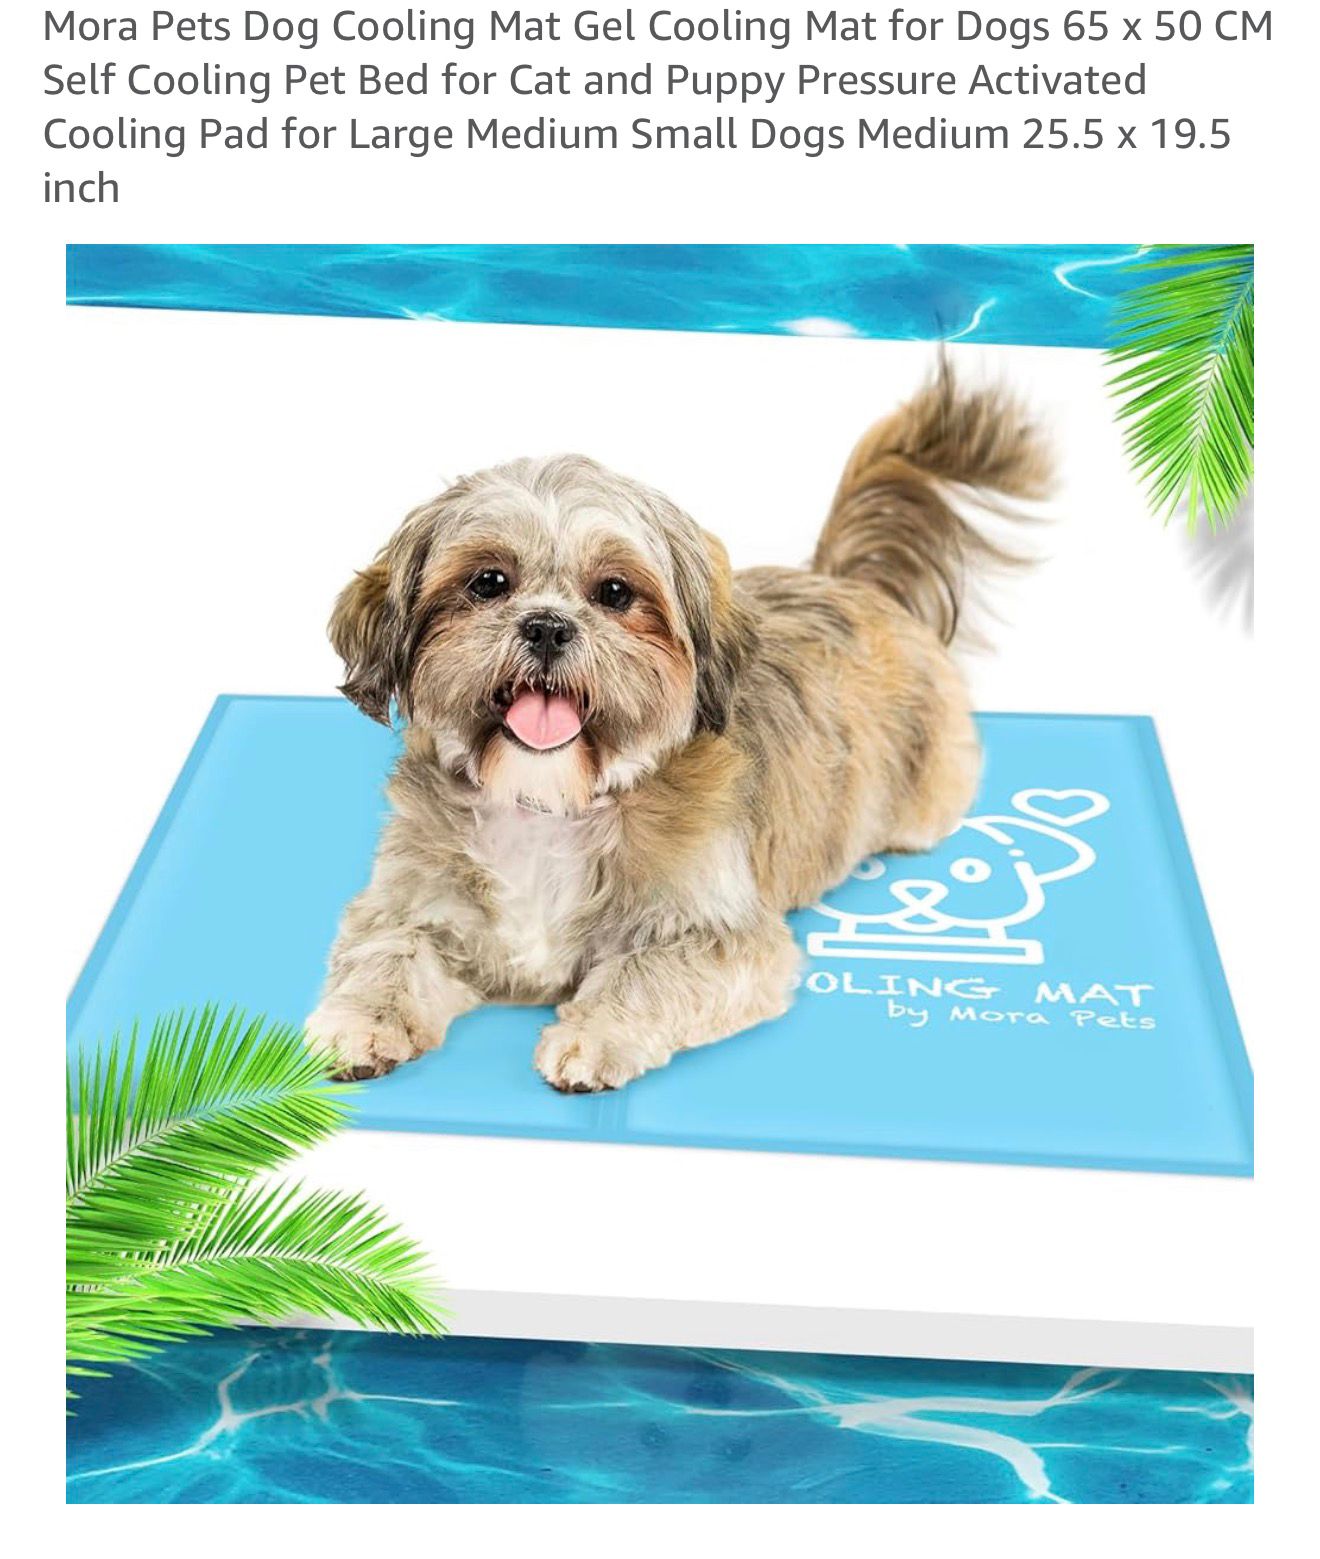 Mora Pets Dog Cooling Mat Gel Cooling Mat for Dogs 65 x 50 CM
Self Cooling Pet Bed for Cat and Puppy Pressure Activated
Cooling Pad for Large Medium Small Dogs Medium 25.5 x 19.5
inch
OLING MAT
by Mora Pets